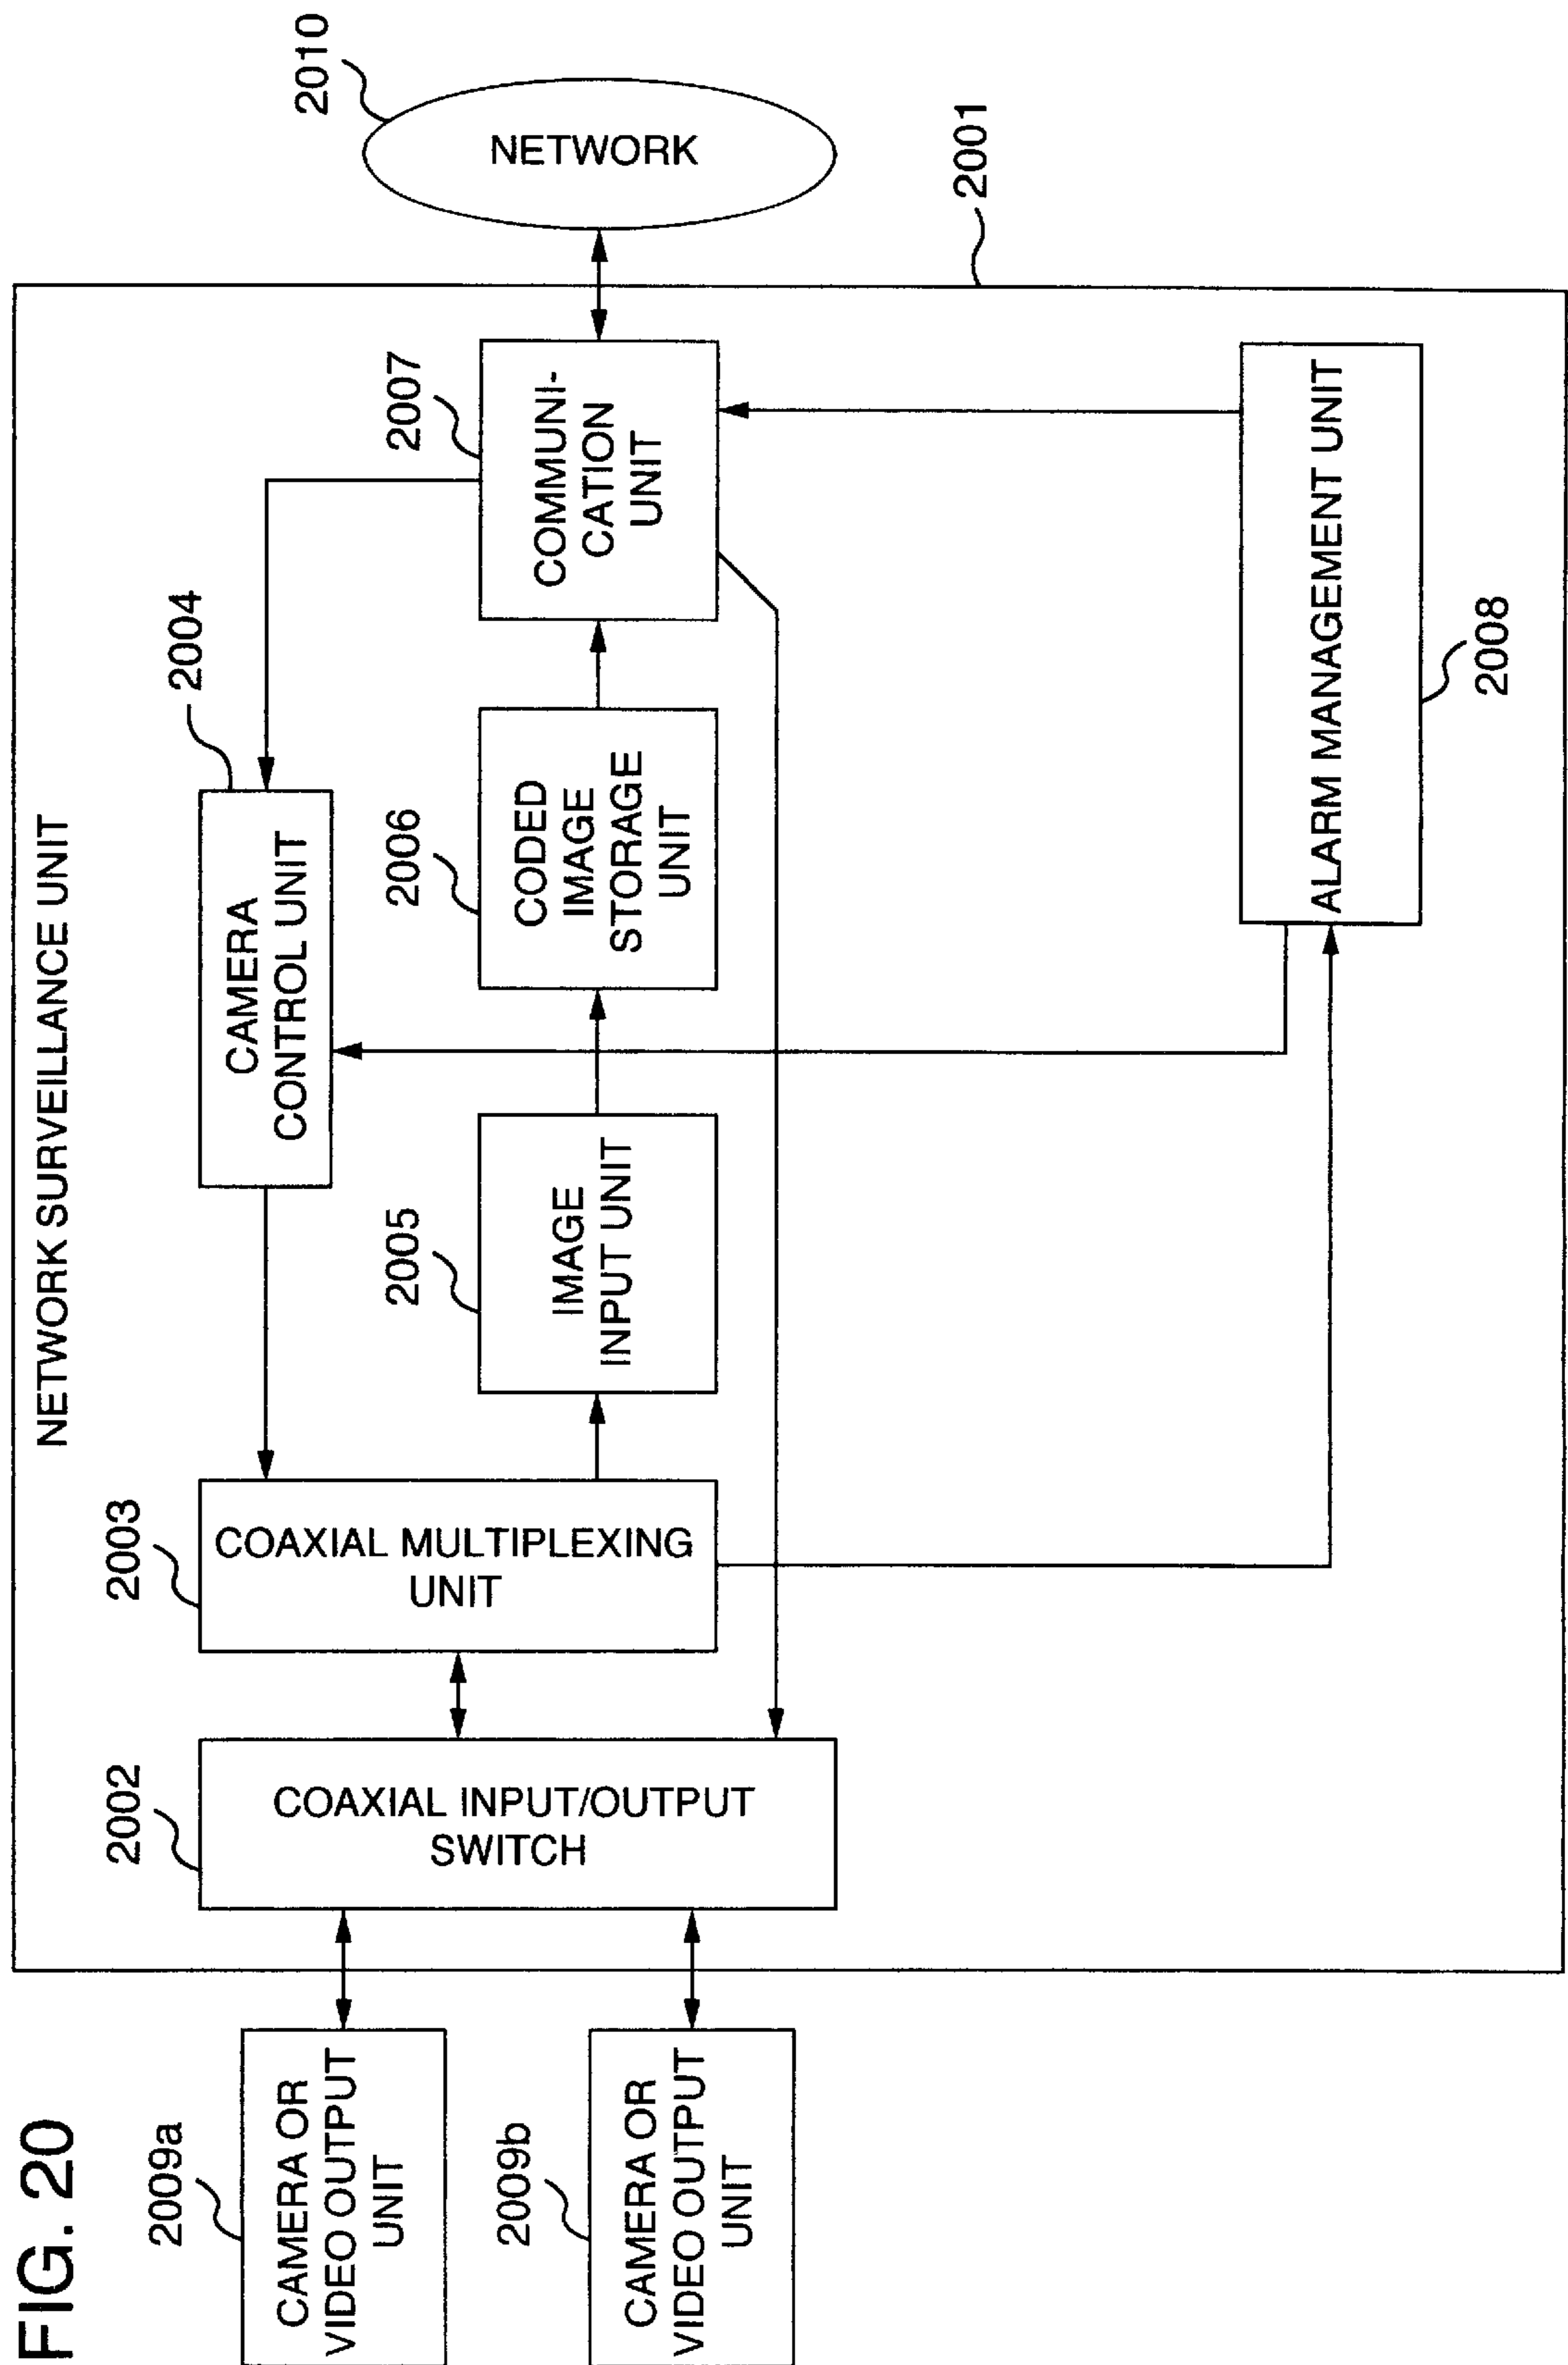 FIG. 20
NETWORK SURVEILLANCE UNIT
2009a
CAMERA OR
VIDEO OUTPUT
UNIT
2009b
CAMERA OR
VIDEO OUTPUT
UNIT
2002
COAXIAL INPUT/OUTPUT
SWITCH
2003
COAXIAL MULTIPLEXING
UNIT
2004
CAMERA
CONTROL UNIT
2005
IMAGE
INPUT UNIT
2006
CODED
IMAGE
STORAGE
UNIT
2007
COMMUNI-
CATION
UNIT
2010
NETWORK
2001
ALARM MANAGEMENT UNIT
2008